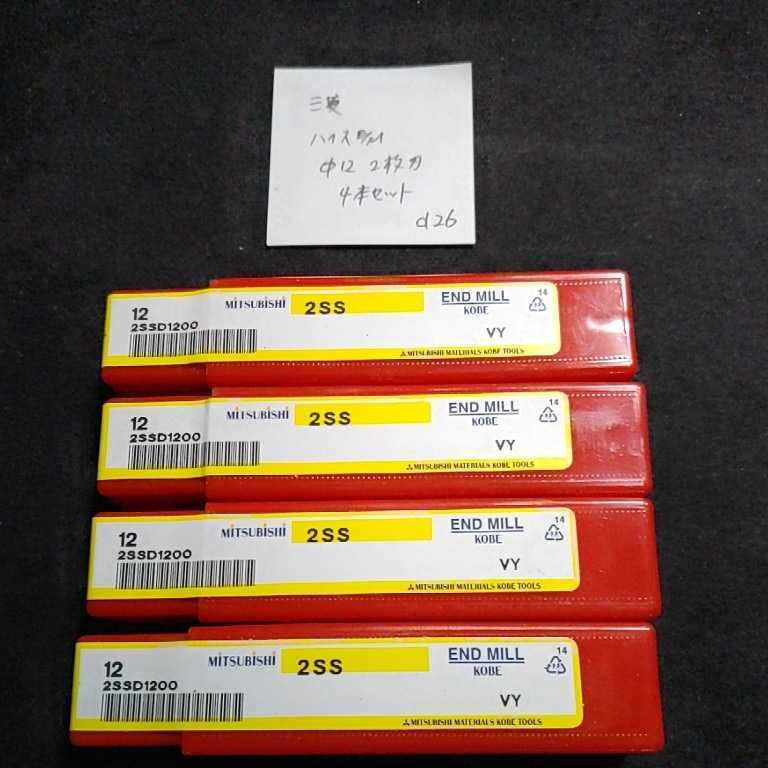 三菱
ハイス E/M
Φ12 2枚刃
4本セット
d26
12
2SSD1200
MITSUBISHI
2SS
END MILL
KOBE
14
VY
MITSUBISHI MATERIALS KOBE TOOLS
12
2SSD1200
MITSUBISHI
2SS
END MILL
KOBE
14
VY
MITSUBISHI MATERIALS KOBE TOOLS
12
2SSD1200
MITSUBISHI
2SS
END MILL
KOBE
14
VY
MITSUBISHI MATERIALS KOBE TOOLS
12
2SSD1200
MITSUBISHI
2SS
END MILL
KOBE
14
VY
MITSUBISHI MATERIALS KOBE TOOLS